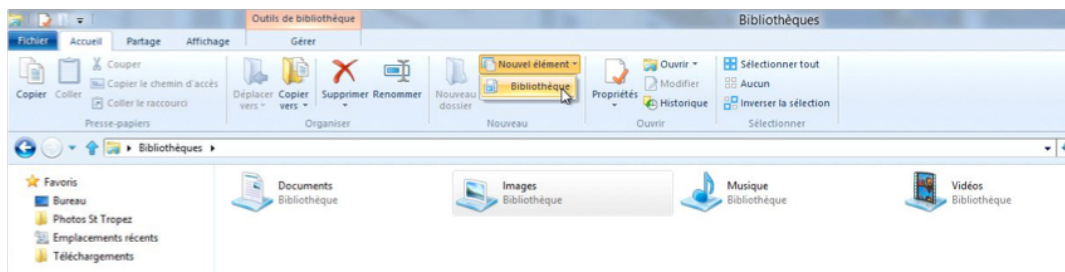 Outils de bibliothèque
Bibliothèques
Fichier Accueil Partage Affichage Gérer
Copier
Coller
Couper
Copier le chemin d'accès
Coller le raccourci
Presse-papiers
Déplacer vers
Copier vers
Supprimer
Renommer
Organiser
Nouveau dossier
Nouvel élément
Bibliothèque
Nouveau
Propriétés
Ouvrir
Modifier
Historique
Ouvrir
Sélectionner tout
Aucun
Inverser la sélection
Sélectionner
Bibliothèques
Favoris
Bureau
Photos St Tropez
Emplacements récents
Téléchargements
Documents
Bibliothèque
Images
Bibliothèque
Musique
Bibliothèque
Vidéos
Bibliothèque